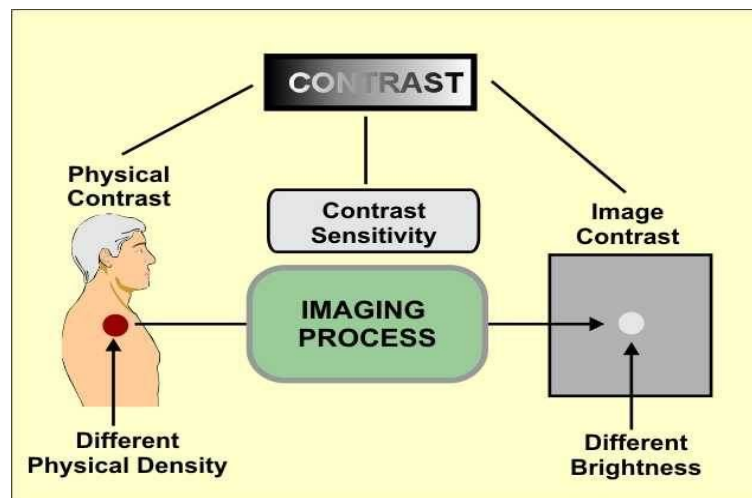 CONTRAST
Physical
Contrast
Contrast
Sensitivity
Image
Contrast
IMAGING
PROCESS
Different
Physical Density
Different
Brightness